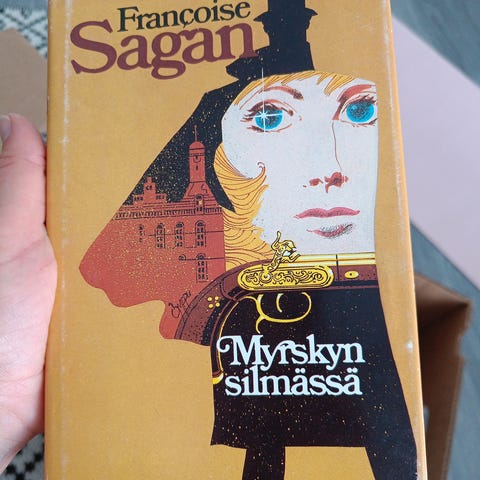 Françoise
Sagan
Myrskyn
silmässä